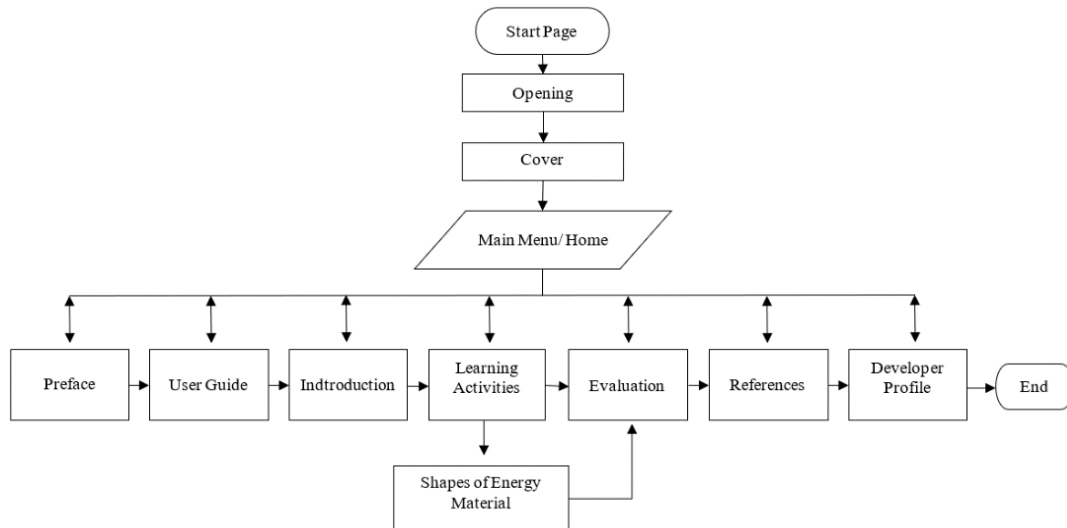 Start Page
Opening
Cover
Main Menu/ Home
Preface
User Guide
Indtroduction
Learning
Activities
Evaluation
References
Developer
Profile
End
Shapes of Energy
Material